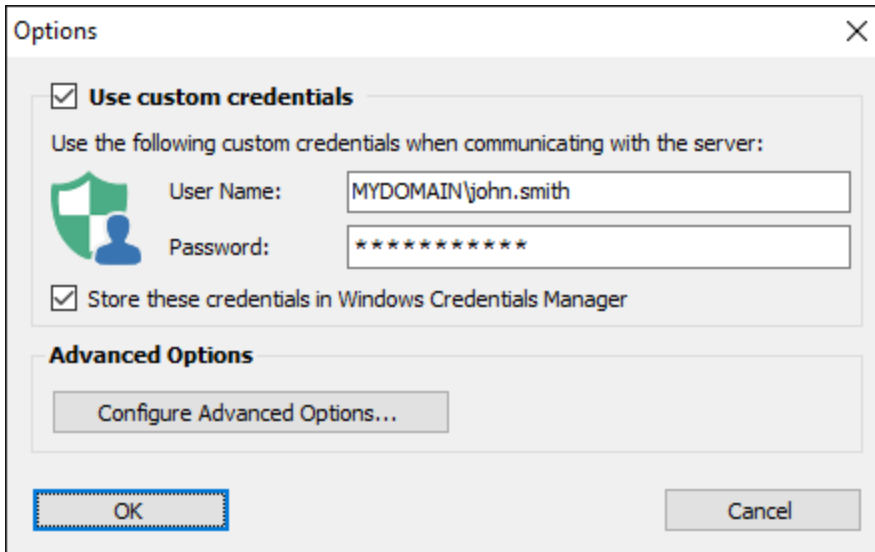 Options
Use custom credentials
Use the following custom credentials when communicating with the server:
User Name: MYDOMAIN\john.smith
Password: ***********
Store these credentials in Windows Credentials Manager
Advanced Options
Configure Advanced Options...
OK Cancel